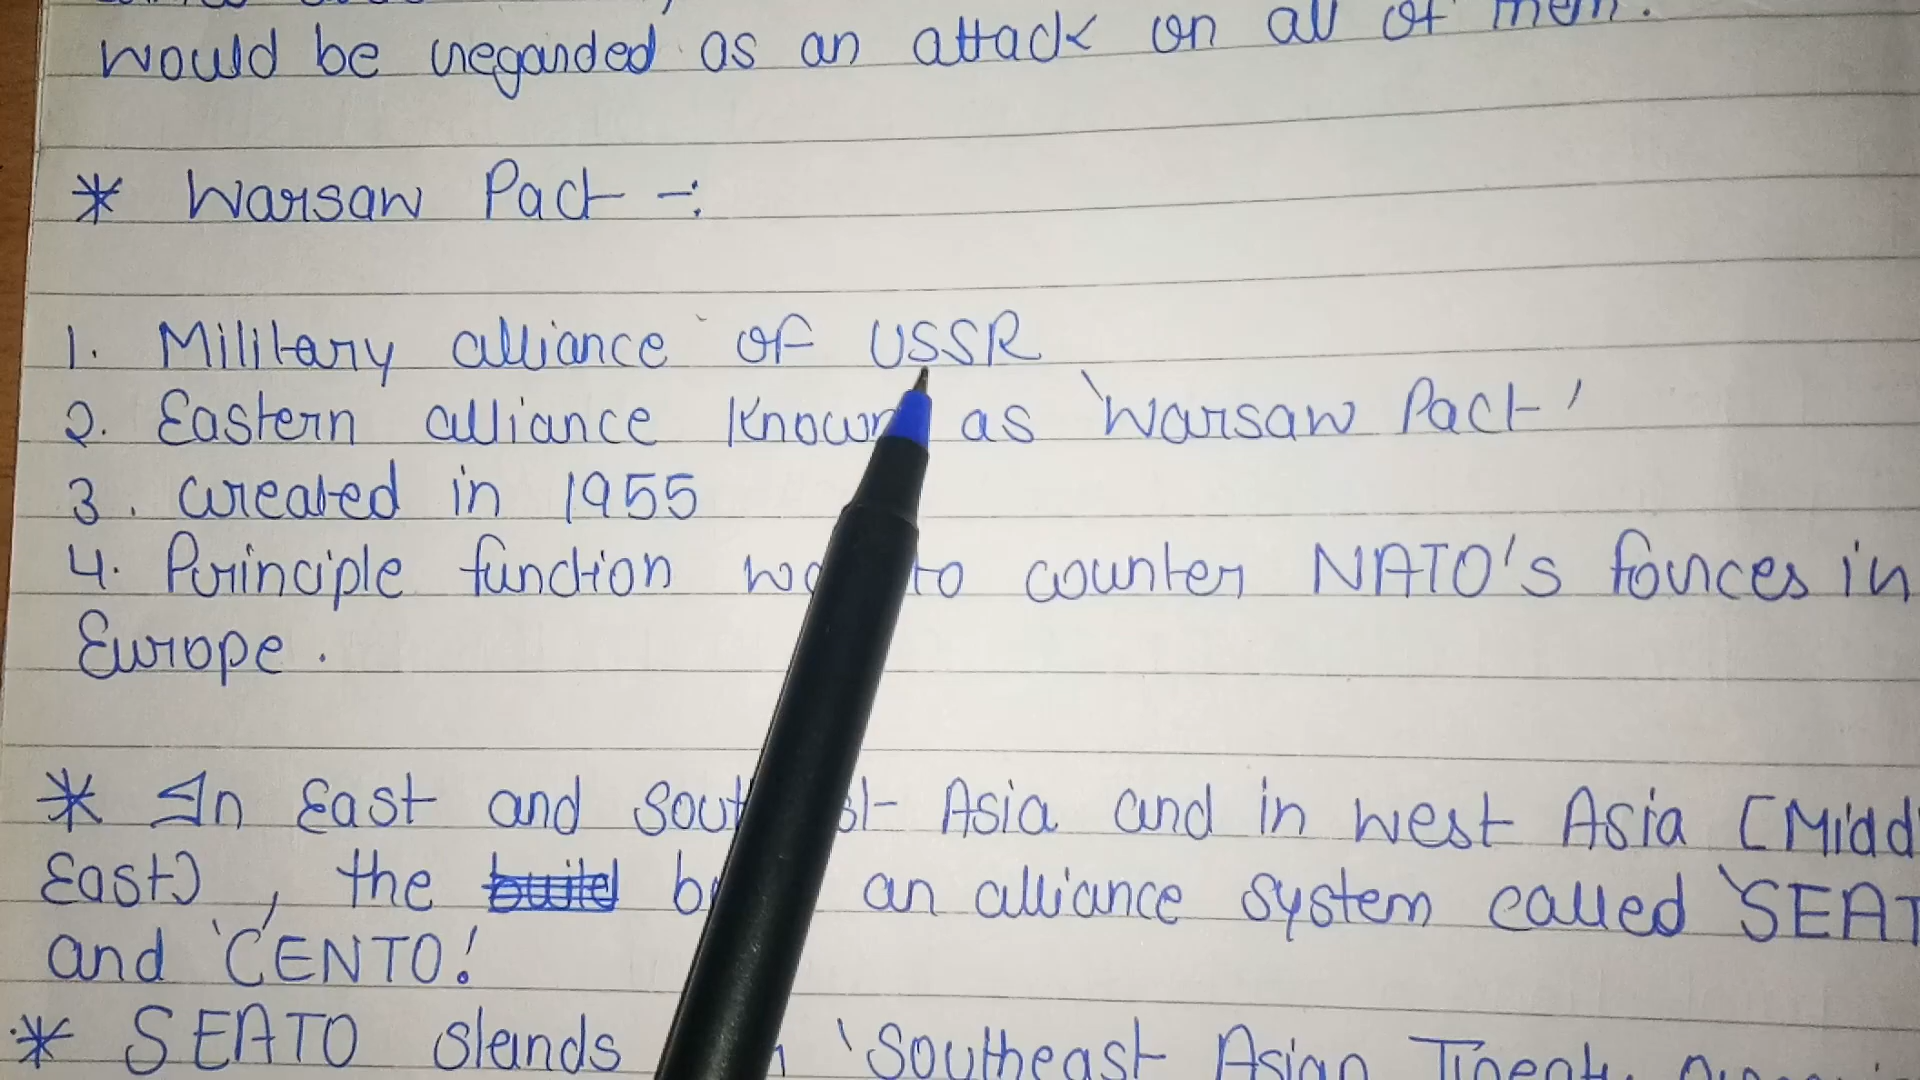 would be regarded as an attack on all of them.
* Warsaw Pact -:
1. Military alliance of USSR
2. Eastern alliance known as 'Warsaw Pact'
3. created in 1955
4. Principle function to counter NATO's forces in
Europe.
* In East and Asia and in west Asia [Midd
East], the an alliance system called 'SEAT
and 'CENTO!
* SEATO stands 'Southeast Asian